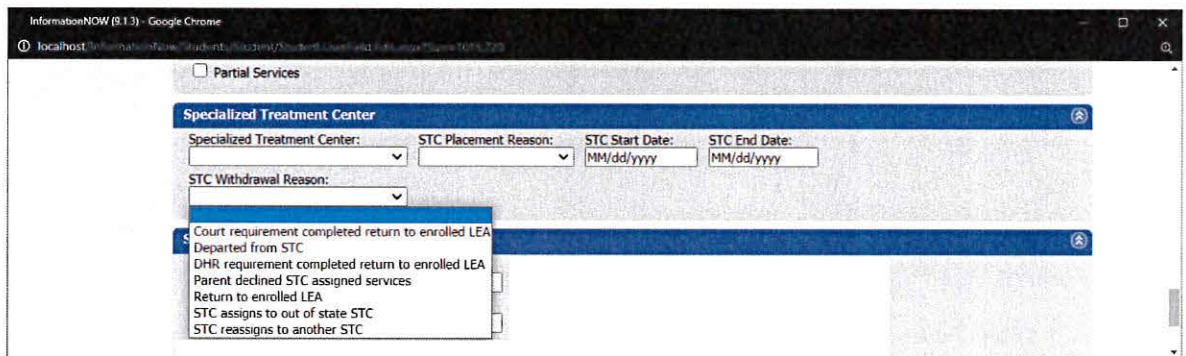 InformationNOW (9.1.3) - Google Chrome
localhost
Partial Services
Specialized Treatment Center
Specialized Treatment Center: STC Placement Reason: STC Start Date: STC End Date:
MM/dd/yyyy MM/dd/yyyy
STC Withdrawal Reason:
Court requirement completed return to enrolled LEA
Departed from STC
DHR requirement completed return to enrolled LEA
Parent declined STC assigned services
Return to enrolled LEA
STC assigns to out of state STC
STC reassigns to another STC